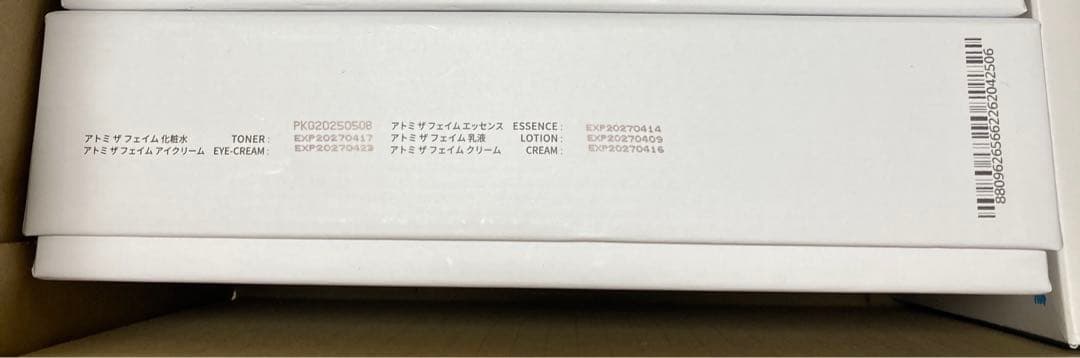 PKG20250508
アトミ ザ フェイム 化粧水 TONER : EXP20270417
アトミ ザ フェイム アイクリーム EYE-CREAM : EXP20270423
アトミ ザ フェイム エッセンス ESSENCE : EXP20270414
アトミ ザ フェイム 乳液 LOTION : EXP20270409
アトミ ザ フェイム クリーム CREAM : EXP20270416
8809626566226204​2506